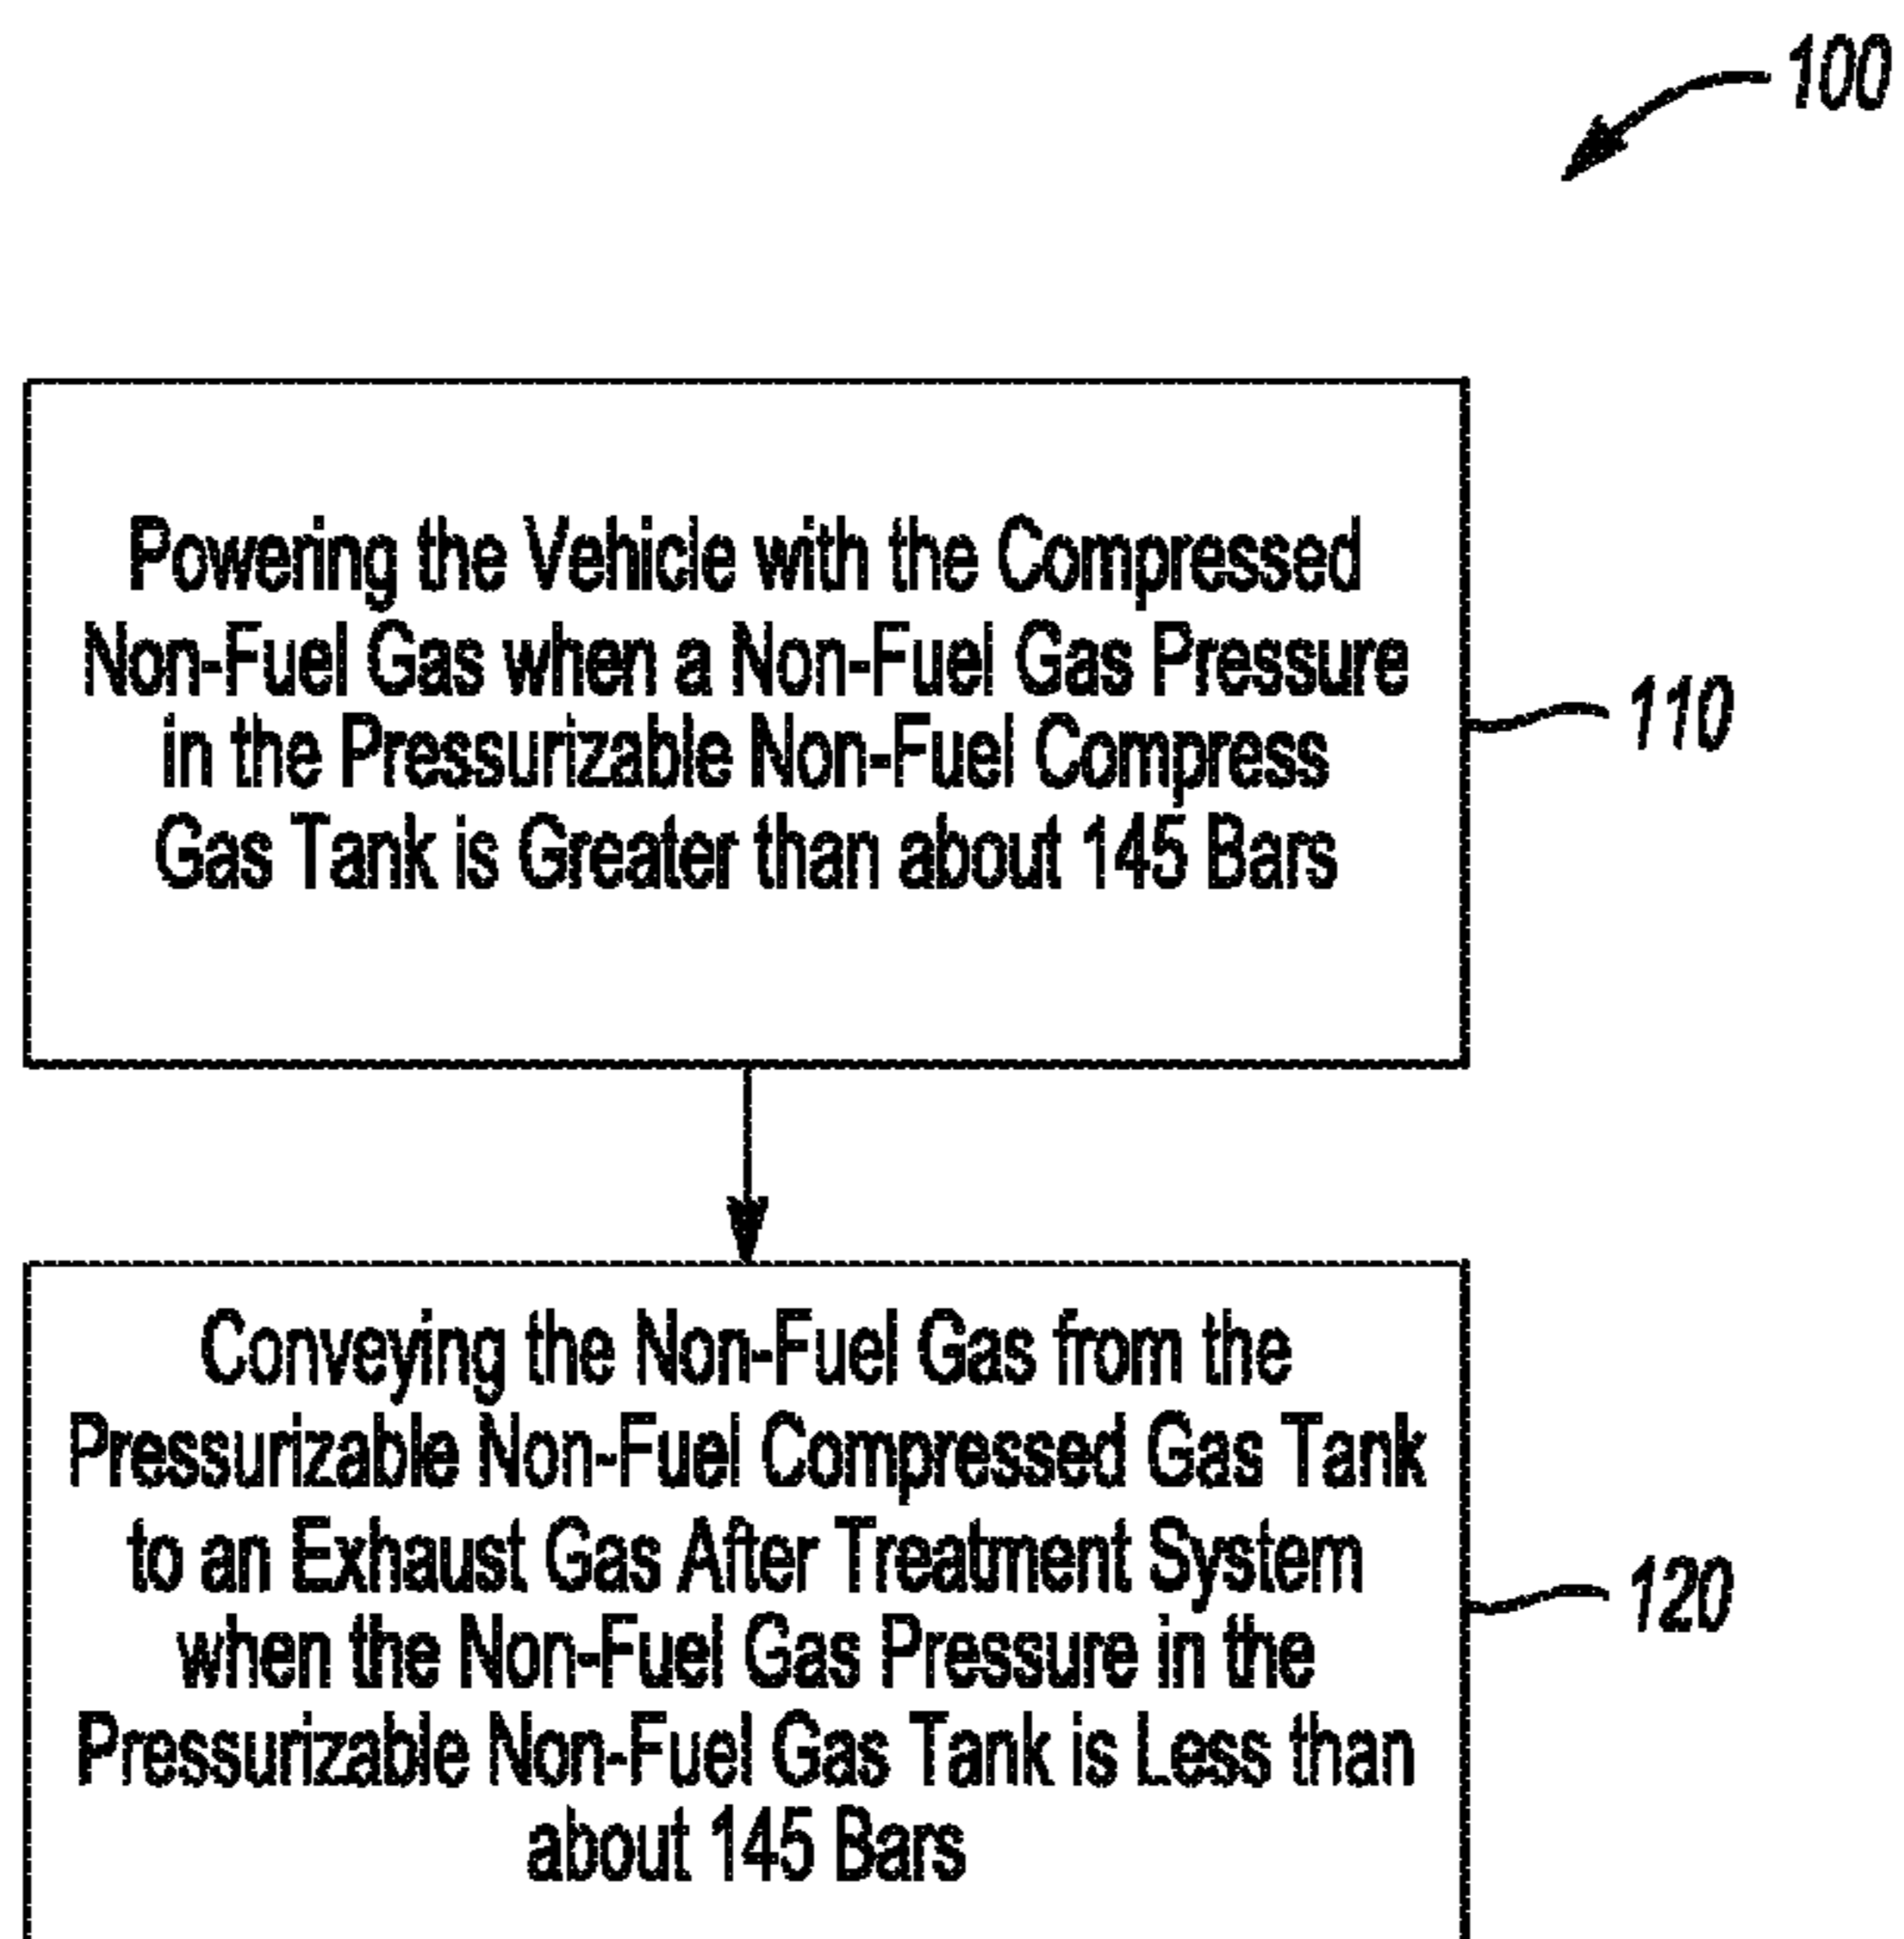 100
Powering the Vehicle with the Compressed
Non-Fuel Gas when a Non-Fuel Gas Pressure
in the Pressurizable Non-Fuel Compress
Gas Tank is Greater than about 145 Bars
110
Conveying the Non-Fuel Gas from the
Pressurizable Non-Fuel Compressed Gas Tank
to an Exhaust Gas After Treatment System
when the Non-Fuel Gas Pressure in the
Pressurizable Non-Fuel Gas Tank is Less than
about 145 Bars
120